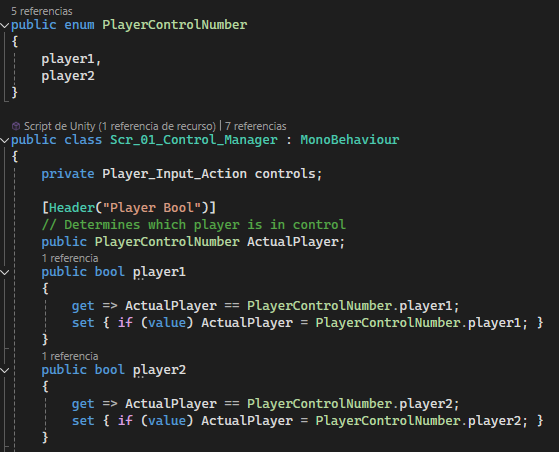 5 referencias
public enum PlayerControlNumber
{
player1,
player2
}
Script de Unity (1 referencia de recurso) | 7 referencias
public class Scr_01_Control_Manager : MonoBehaviour
{
private Player_Input_Action controls;
[Header("Player Bool")]
// Determines which player is in control
public PlayerControlNumber ActualPlayer;
1 referencia
public bool player1
{
get => ActualPlayer == PlayerControlNumber.player1;
set { if (value) ActualPlayer = PlayerControlNumber.player1; }
}
1 referencia
public bool player2
{
get => ActualPlayer == PlayerControlNumber.player2;
set { if (value) ActualPlayer = PlayerControlNumber.player2; }
}